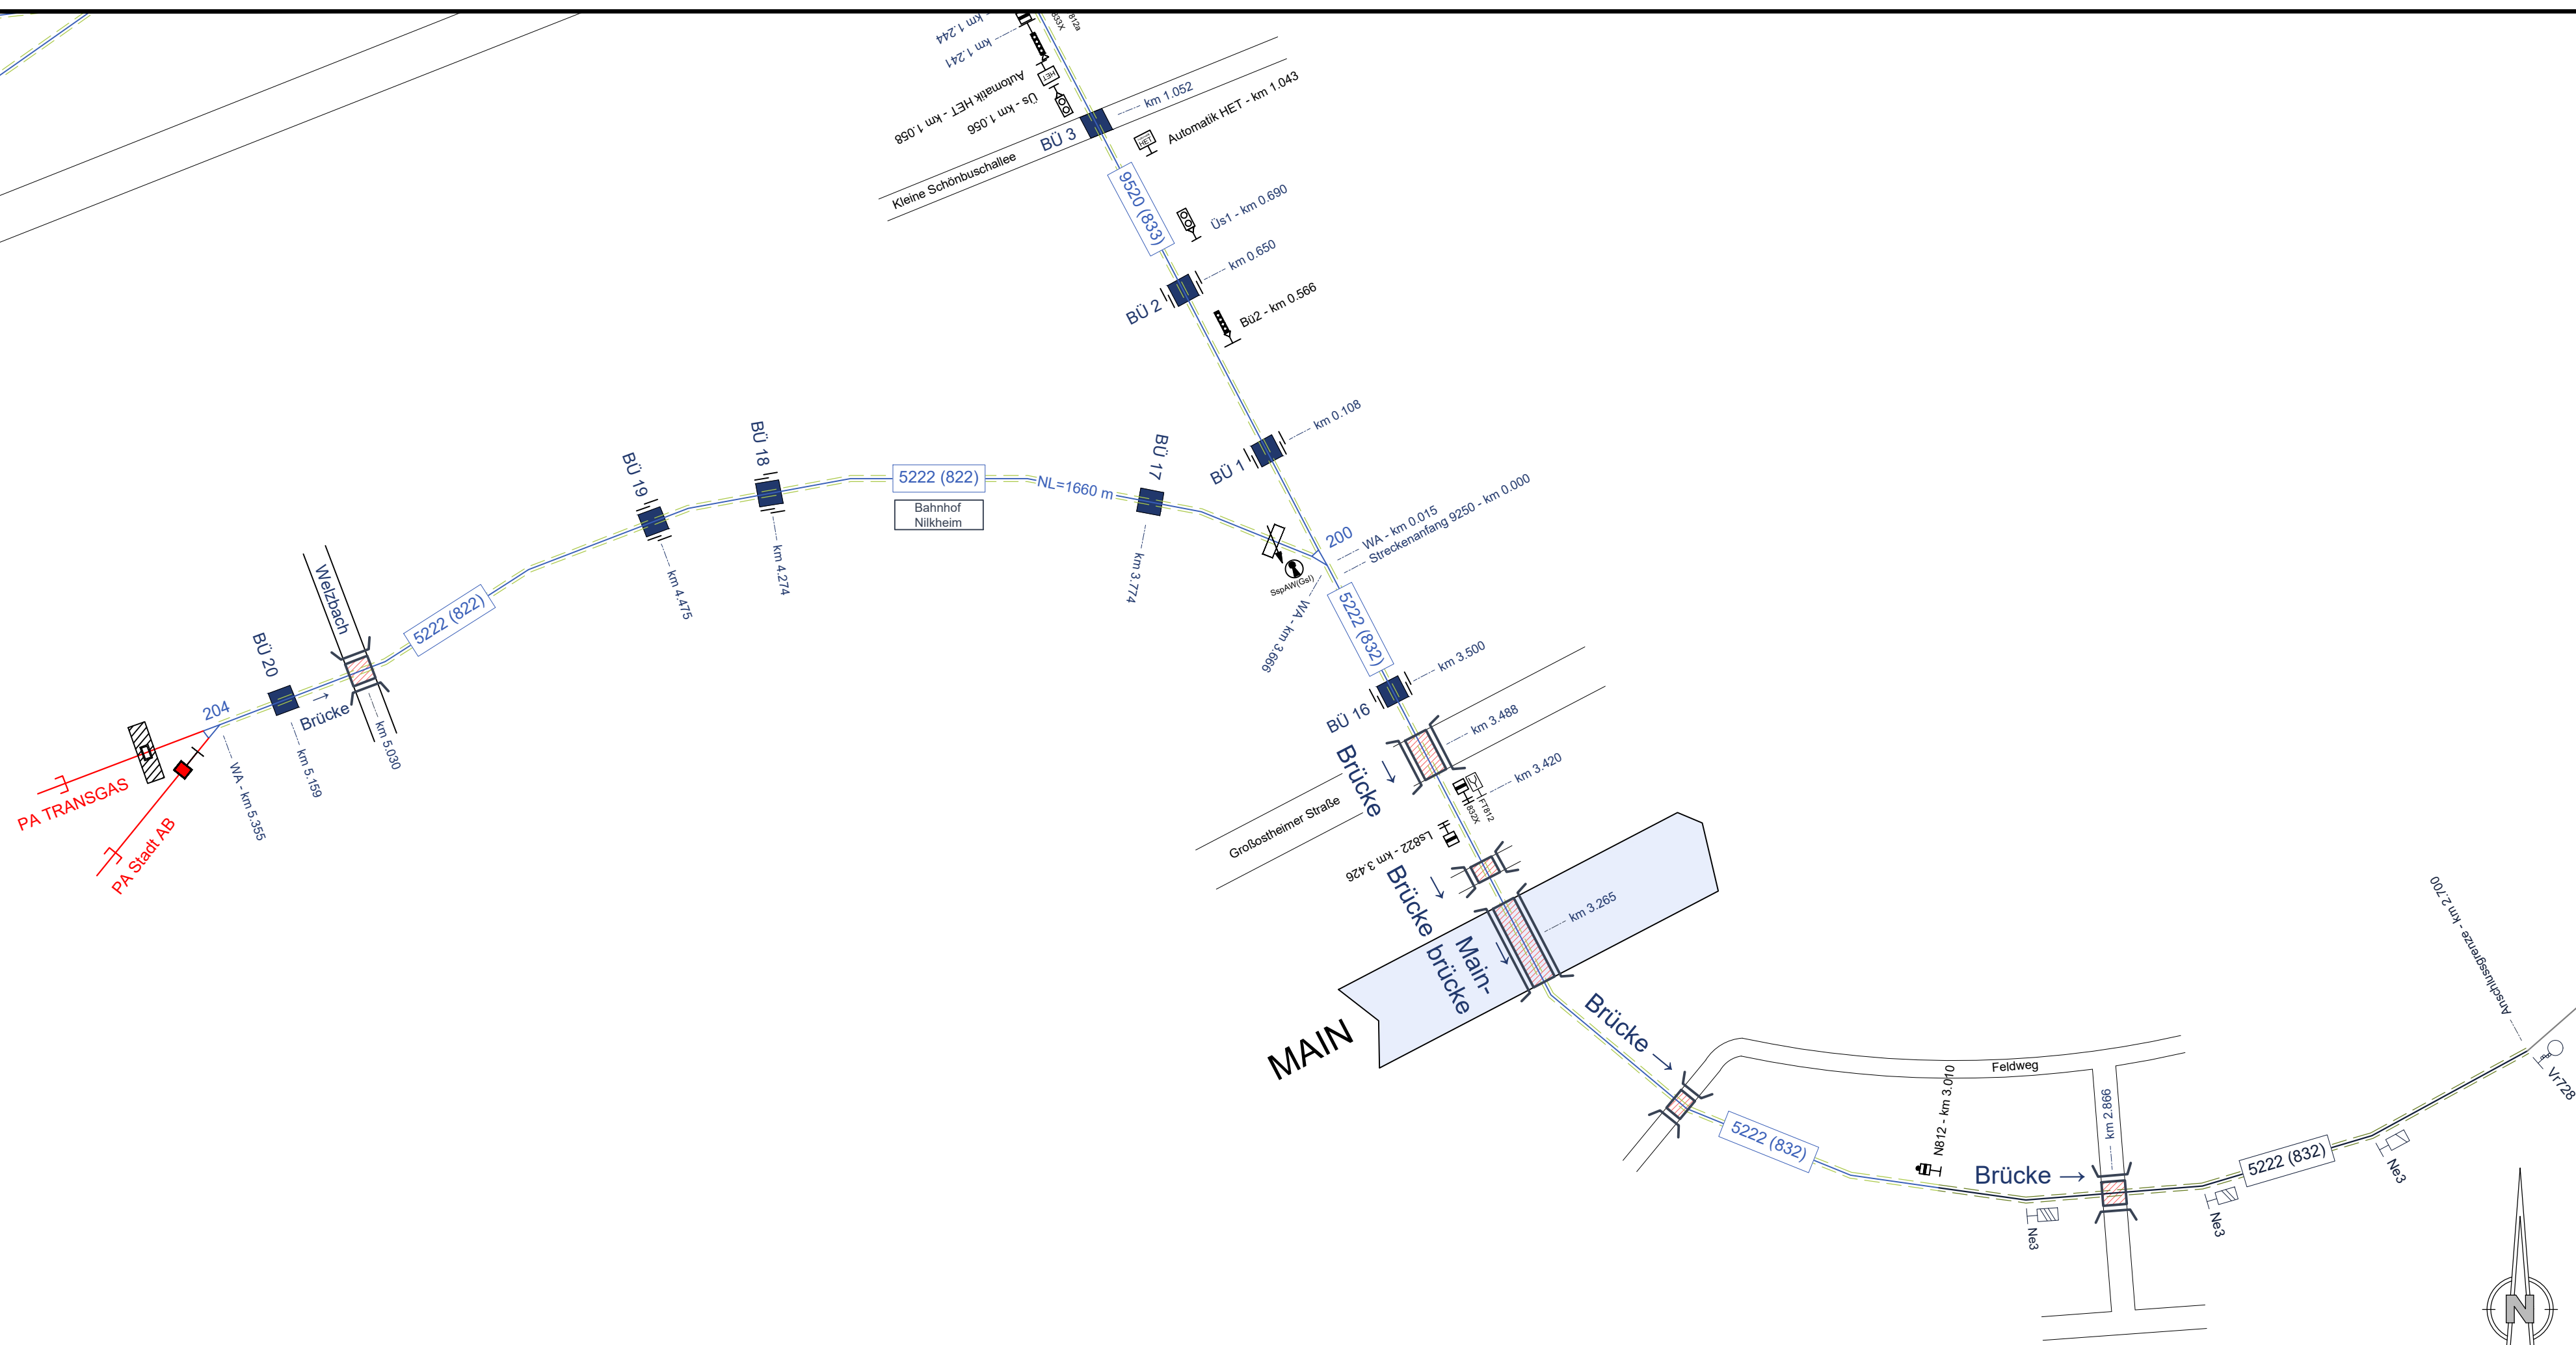 km 1.244
km 1.241
833X
812a
HET
Automatik HET - km 1.058
Üs - km 1.056
BÜ 3
km 1.052
HET
Automatik HET - km 1.043
Kleine Schönbuschallee
9520 (833)
Üs1 - km 0.690
km 0.650
BÜ 2
Bü2 - km 0.566
km 0.108
BÜ 1
BÜ 17
BÜ 18
BÜ 19
5222 (822)
Bahnhof
Nilkheim
NL=1660 m
km 3.774
km 4.274
km 4.475
200
WA - km 0.015
Streckenanfang 9250 - km 0.000
SspAW(Gsl)
WA - km 3.666
5222 (832)
Welzbach
5222 (822)
BÜ 20
Brücke
km 5.030
km 5.159
204
WA - km 5.355
PA TRANSGAS
PA Stadt AB
km 3.500
BÜ 16
km 3.488
Brücke
km 3.420
FT812
832X
Großostheimer Straße
Ls822 - km 3.426
Brücke
km 3.265
Main-
brücke
MAIN
Brücke
5222 (832)
Feldweg
N812 - km 3.010
km 2.866
Brücke
Ne3
Ne3
5222 (832)
Ne3
Anschlussgrenze - km 2.700
Vr728
N